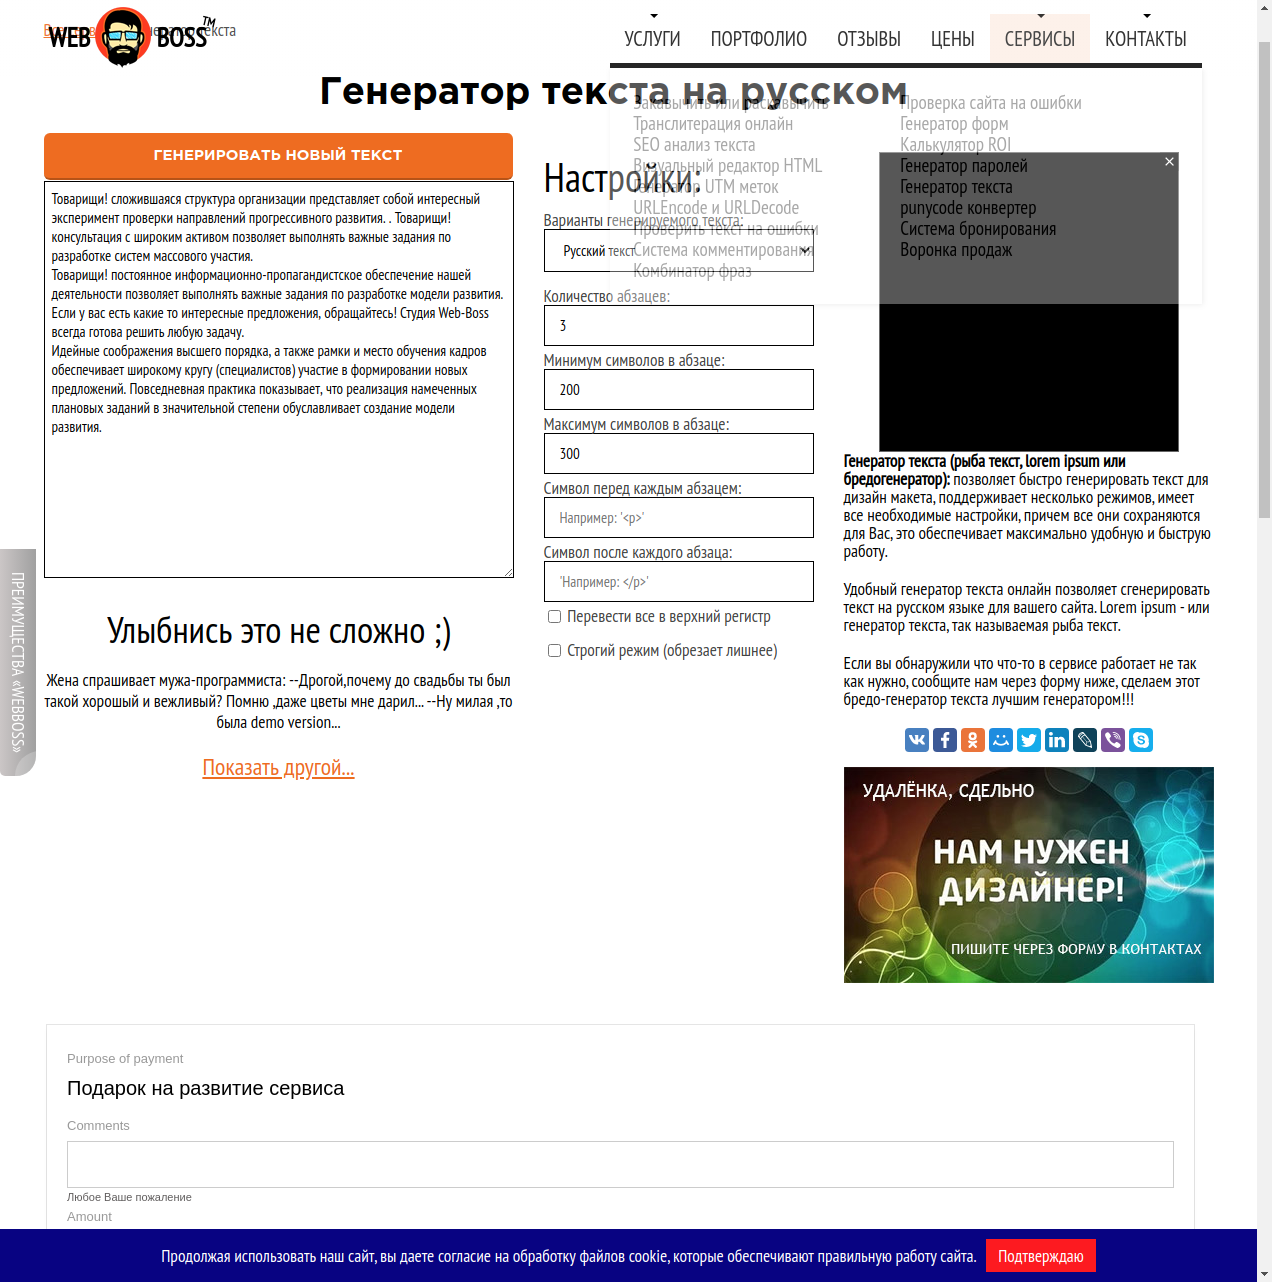 WEB BOSS TM
УСЛУГИ ПОРТФОЛИО ОТЗЫВЫ ЦЕНЫ СЕРВИСЫ КОНТАКТЫ
Генератор текста на русском
Закавычить или раскавычить
Транслитерация онлайн
SEO анализ текста
Визуальный редактор HTML
Генератор UTM меток
URLEncode и URLDecode
Проверить текст на ошибки
Система комментирования
Комбинатор фраз
Проверка сайта на ошибки
Генератор форм
Калькулятор ROI
Генератор паролей
Генератор текста
punycode конвертер
Система бронирования
Воронка продаж
ГЕНЕРИРОВАТЬ НОВЫЙ ТЕКСТ
Товарищи! сложившаяся структура организации представляет собой интересный
эксперимент проверки направлений прогрессивного развития. . Товарищи!
консультация с широким активом позволяет выполнять важные задания по
разработке систем массового участия.
Товарищи! постоянное информационно-пропагандистское обеспечение нашей
деятельности позволяет выполнять важные задания по разработке модели развития.
Если у вас есть какие то интересные предложения, обращайтесь! Студия Web-Boss
всегда готова решить любую задачу.
Идейные соображения высшего порядка, а также рамки и место обучения кадров
обеспечивает широкому кругу (специалистов) участие в формировании новых
предложений. Повседневная практика показывает, что реализация намеченных
плановых заданий в значительной степени обуславливает создание модели
развития.
Улыбнись это не сложно ;)
Жена спрашивает мужа-программиста: --Дрогой,почему до свадьбы ты был
такой хороший и вежливый? Помню ,даже цветы мне дарил... --Ну милая ,то
была demo version...
Показать другой...
ПРЕИМУЩЕСТВА «WEBBOSS»
Настройки:
Варианты генерируемого текста:
Русский текст
Количество абзацев:
3
Минимум символов в абзаце:
200
Максимум символов в абзаце:
300
Символ перед каждым абзацем:
Например: '<p>'
Символ после каждого абзаца:
'Например: </p>'
Перевести все в верхний регистр
Строгий режим (обрезает лишнее)
Генератор текста (рыба текст, lorem ipsum или
бредогенератор): позволяет быстро генерировать текст для
дизайн макета, поддерживает несколько режимов, имеет
все необходимые настройки, причем все они сохраняются
для Вас, это обеспечивает максимально удобную и быструю
работу.
Удобный генератор текста онлайн позволяет сгенерировать
текст на русском языке для вашего сайта. Lorem ipsum - или
генератор текста, так называемая рыба текст.
Если вы обнаружили что что-то в сервисе работает не так
как нужно, сообщите нам через форму ниже, сделаем этот
бредо-генератор текста лучшим генератором!!!
УДАЛЁНКА, СДЕЛЬНО
НАМ НУЖЕН
ДИЗАЙНЕР!
ПИШИТЕ ЧЕРЕЗ ФОРМУ В КОНТАКТАХ
Purpose of payment
Подарок на развитие сервиса
Comments
Любое Ваше пожалание
Amount
Продолжая использовать наш сайт, вы даете согласие на обработку файлов cookie, которые обеспечивают правильную работу сайта. Подтверждаю